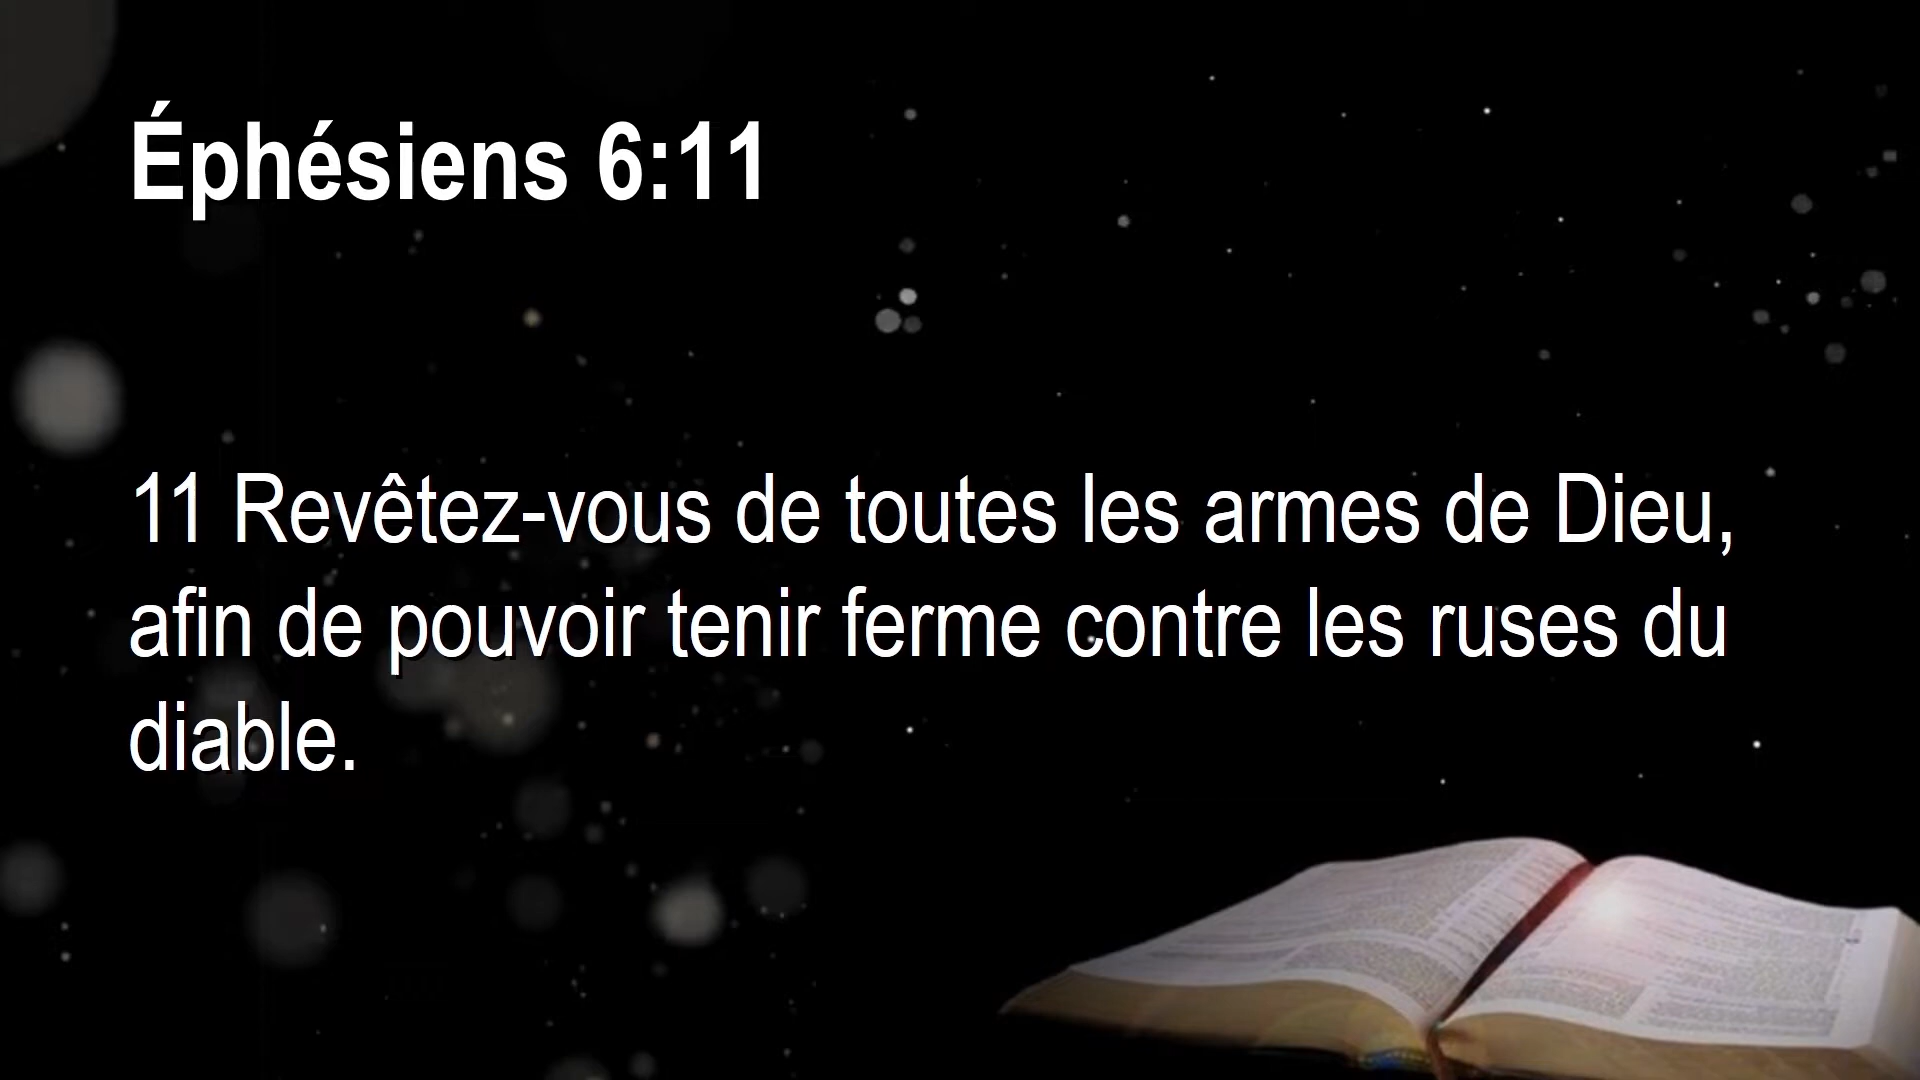 Éphésiens 6:11
11 Revêtez-vous de toutes les armes de Dieu,
afin de pouvoir tenir ferme contre les ruses du
diable.